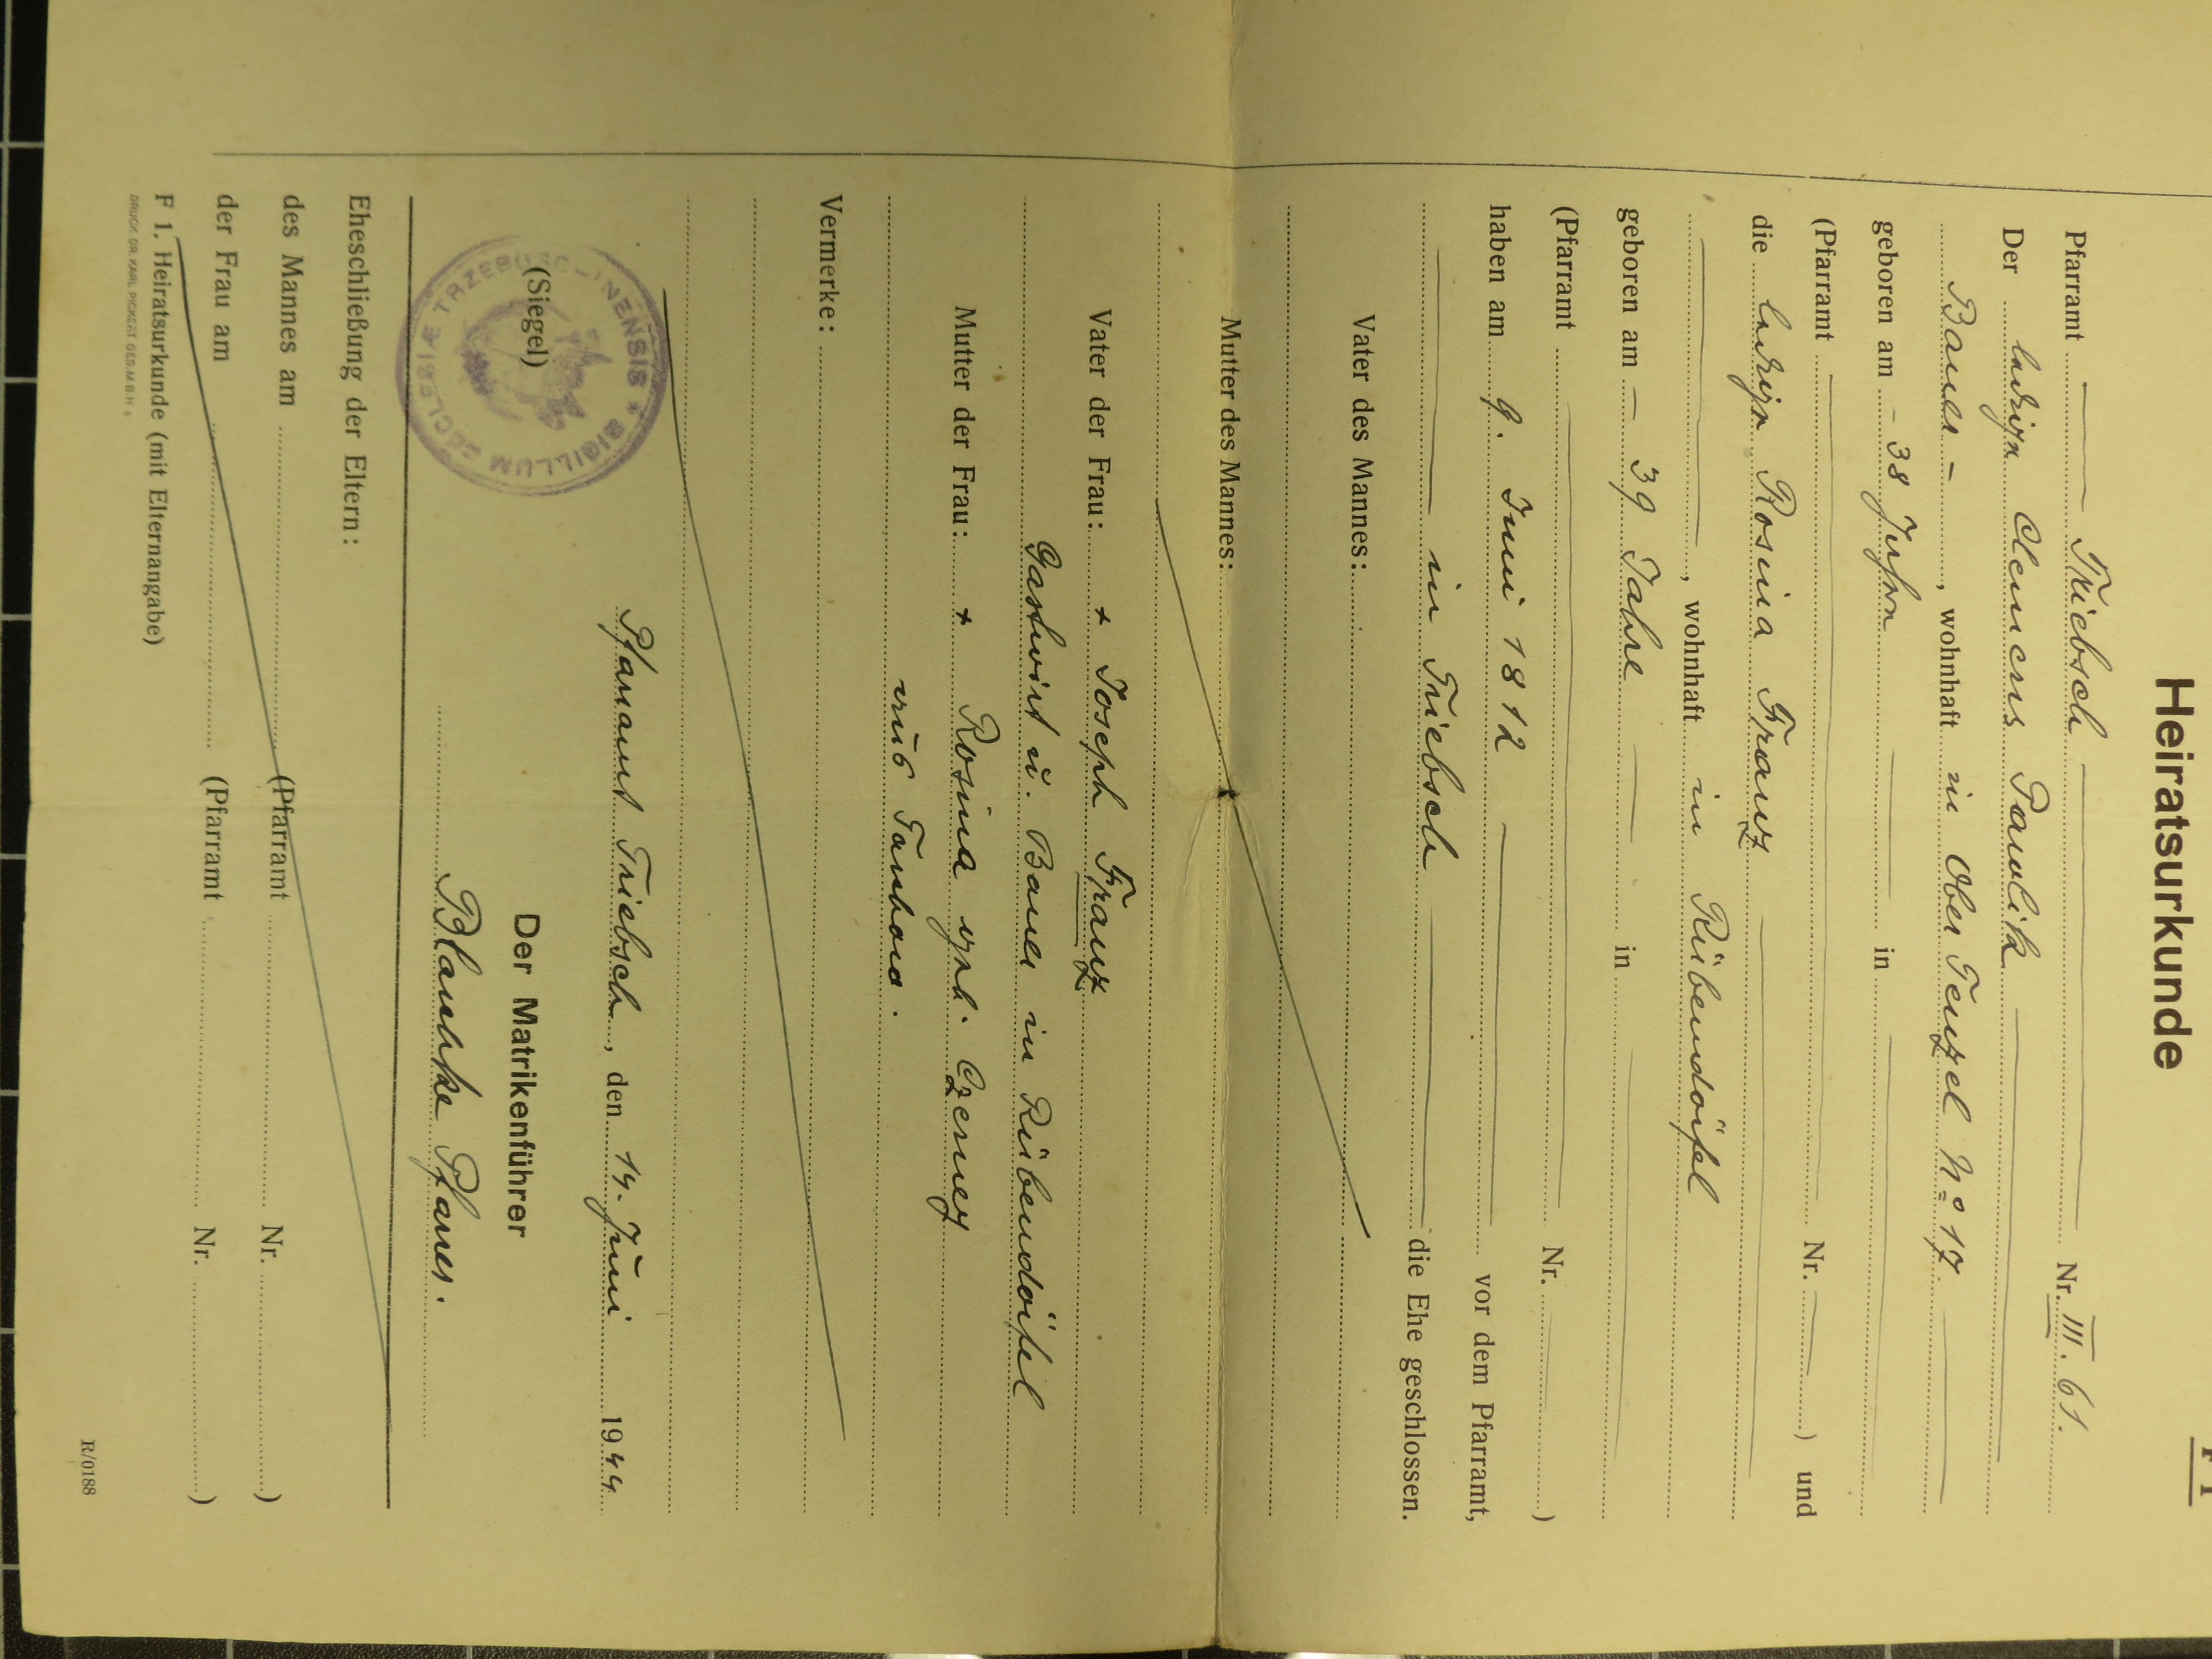 F 1
Heiratsurkunde
Pfarramt Triebsch Nr. III. 61.
Der ledige Clemens Pawlik
Bauer -, wohnhaft in Ober Tenzel No 17.
geboren am - 38 Jahre in
(Pfarramt Nr. ) und
die ledige Rosina Franz
, wohnhaft in Rübendörfel
geboren am - 39 Jahre in
(Pfarramt Nr. )
haben am 9. Juni 1812 vor dem Pfarramt,
in Triebsch die Ehe geschlossen.
Vater des Mannes:
Mutter des Mannes:
Vater der Frau: + Joseph Franz
Gastwirt u. Bauer in Rübendörfel
Mutter der Frau: + Rosina geb. Czerney
aus
Vermerke:
Pfarramt Triebsch, den 14. Juni 1944
(Siegel)
SIGILLUM ECCLESIÆ
Der Matrikenführer
Blaschke Pfarrer.
Eheschließung der Eltern:
des Mannes am (Pfarramt Nr. )
der Frau am (Pfarramt Nr. )
F 1. Heiratsurkunde (mit Elternangabe)
DRUCK DR. KARL PICKERT GES.M.B.H
R/0188